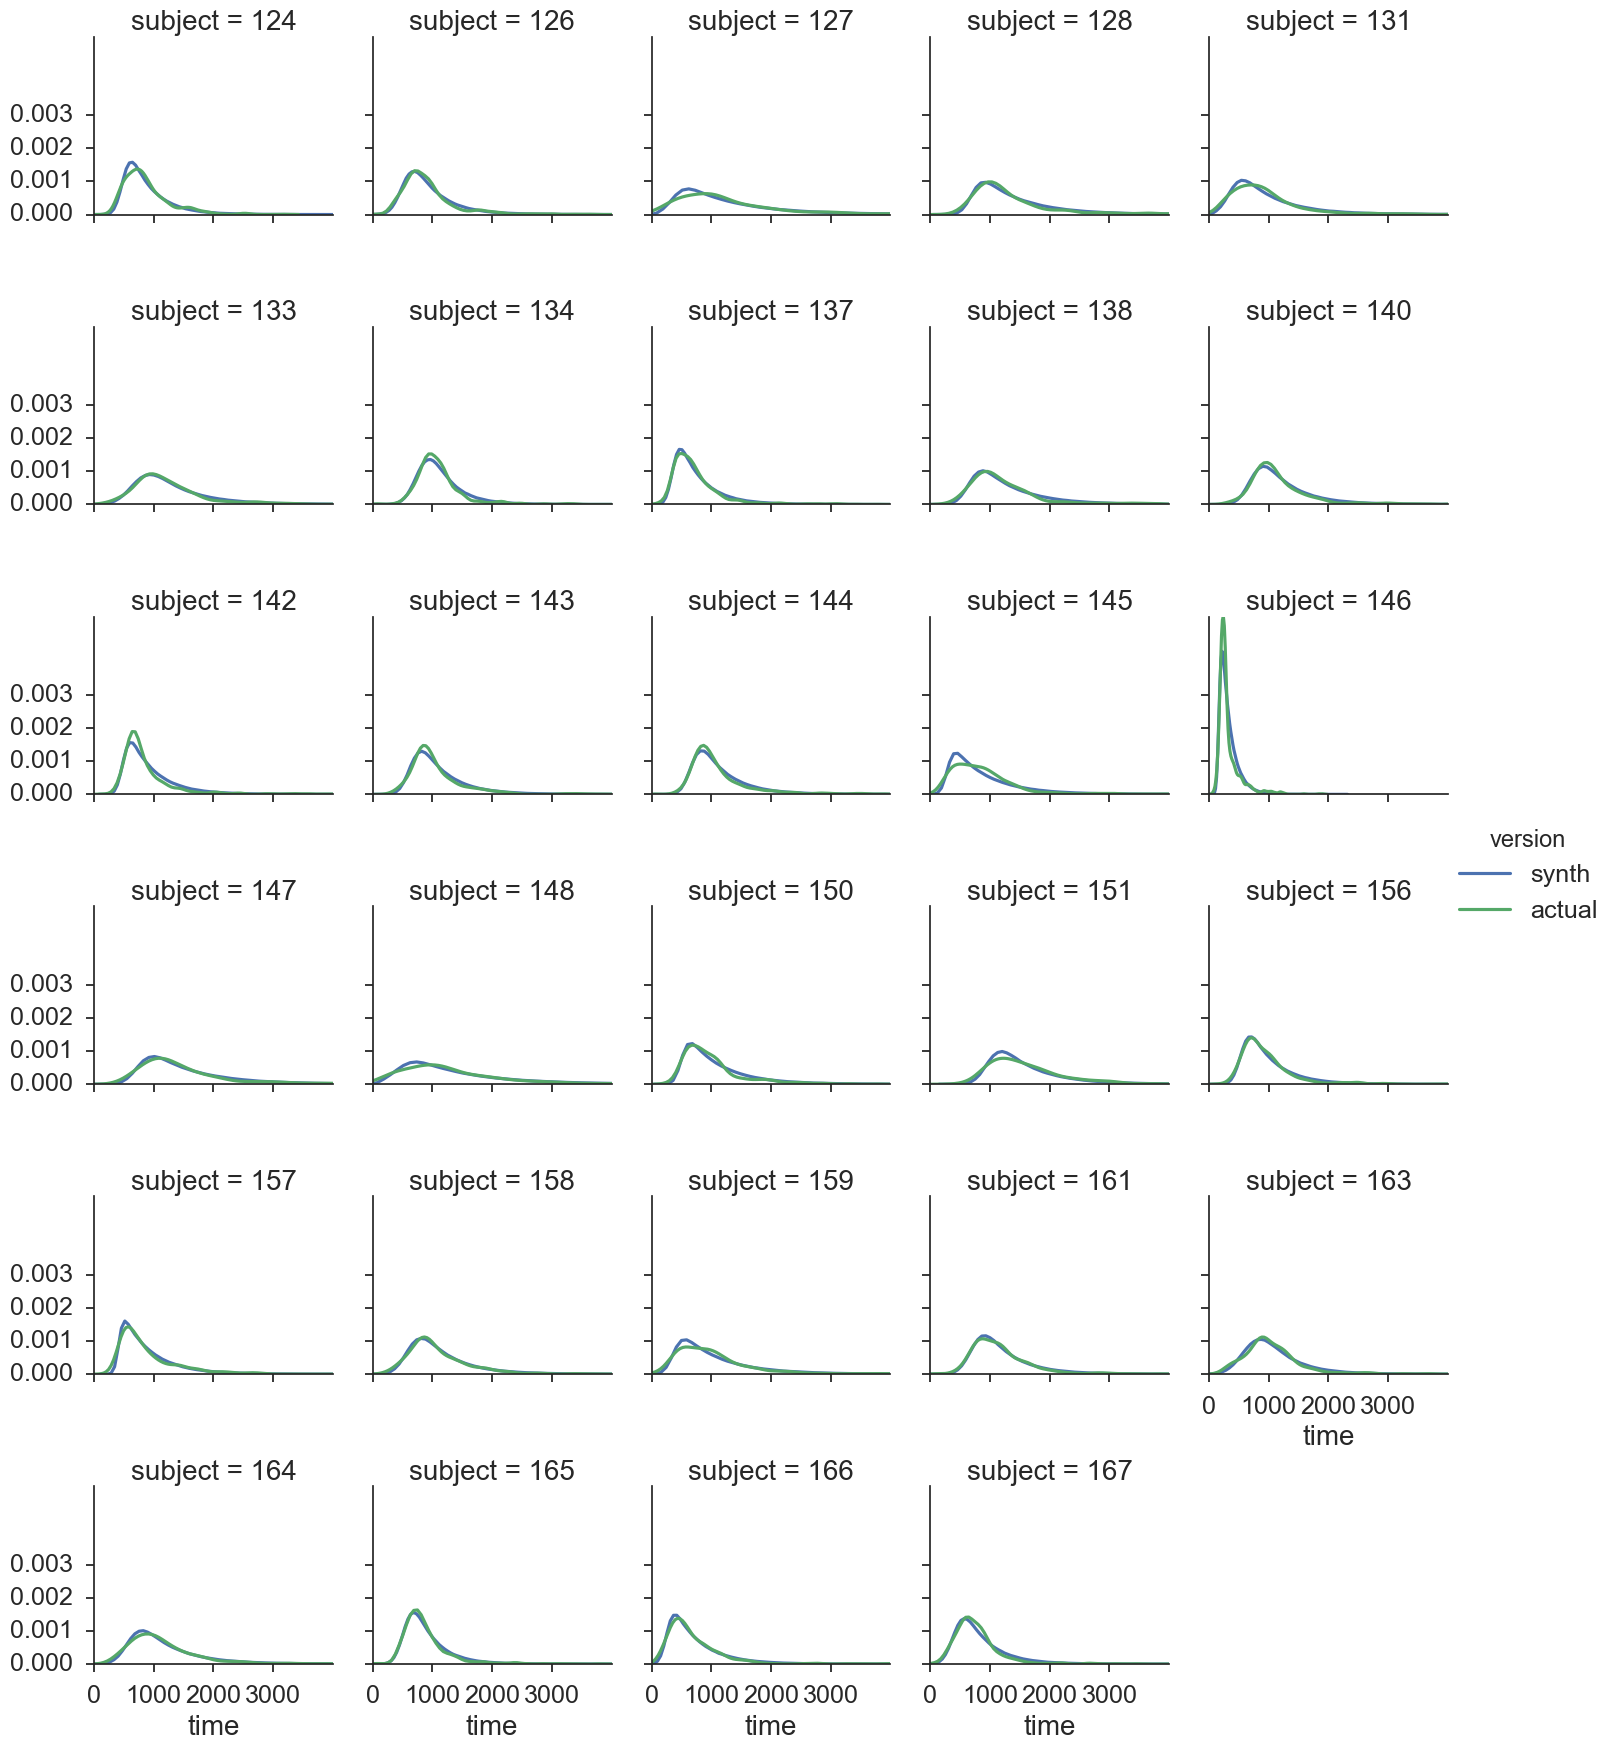 subject = 124 subject = 126 subject = 127 subject = 128 subject = 131
0.003
0.002
0.001
0.000
subject = 133 subject = 134 subject = 137 subject = 138 subject = 140
0.003
0.002
0.001
0.000
subject = 142 subject = 143 subject = 144 subject = 145 subject = 146
0.003
0.002
0.001
0.000
version
synth
actual
subject = 147 subject = 148 subject = 150 subject = 151 subject = 156
0.003
0.002
0.001
0.000
subject = 157 subject = 158 subject = 159 subject = 161 subject = 163
0.003
0.002
0.001
0.000
0 1000 2000 3000
time
subject = 164 subject = 165 subject = 166 subject = 167
0.003
0.002
0.001
0.000
0 1000 2000 3000 0 1000 2000 3000 0 1000 2000 3000 0 1000 2000 3000
time time time time